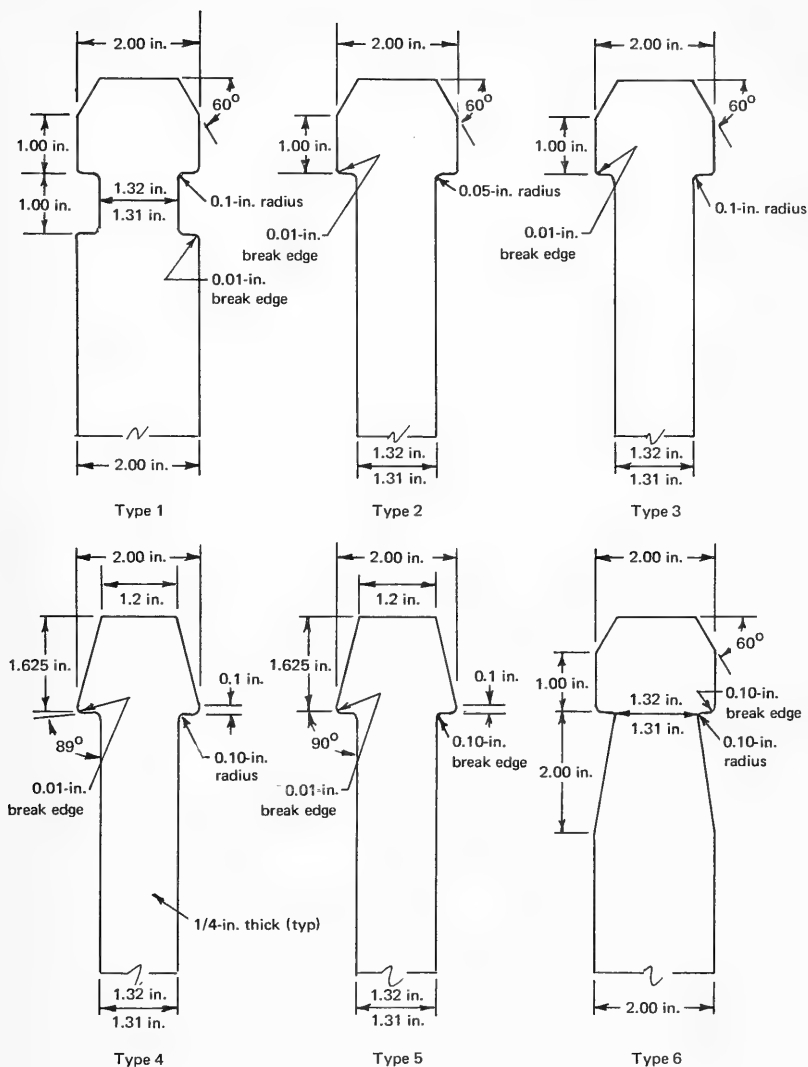 2.00 in.
60°
1.00 in.
1.00 in.
1.32 in.
1.31 in.
0.1-in. radius
0.01-in.
break edge
2.00 in.
Type 1
2.00 in.
60°
1.00 in.
0.05-in. radius
0.01-in.
break edge
1.32 in.
1.31 in.
Type 2
2.00 in.
60°
1.00 in.
0.1-in. radius
0.01-in.
break edge
1.32 in.
1.31 in.
Type 3
2.00 in.
1.2 in.
1.625 in.
0.1 in.
89°
0.10-in.
radius
0.01-in.
break edge
1/4-in. thick (typ)
1.32 in.
1.31 in.
Type 4
2.00 in.
1.2 in.
1.625 in.
0.1 in.
90°
0.10-in.
break edge
0.01-in.
break edge
1.32 in.
1.31 in.
Type 5
2.00 in.
60°
1.00 in.
1.32 in.
1.31 in.
0.10-in.
break edge
0.10-in.
radius
2.00 in.
2.00 in.
Type 6